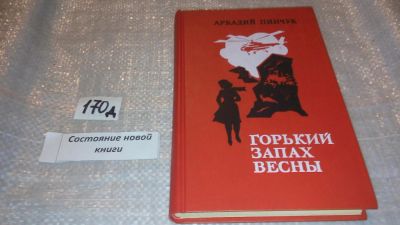 АРКАДИЙ ПИНЧУК
ГОРЬКИЙ
ЗАПАХ
ВЕСНЫ
170д
Состояние новой
книги